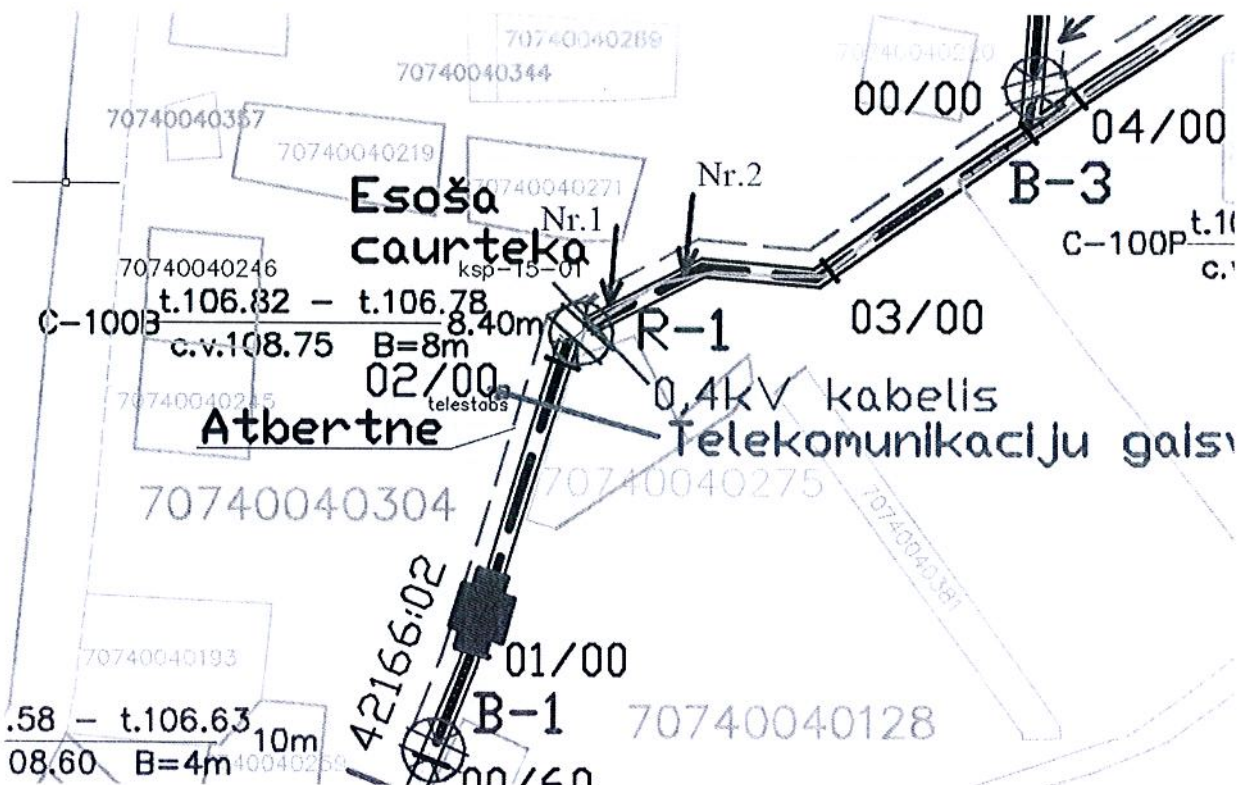 70740040289
70740040344
70740040220
00/00
04/00
70740040357
70740040219
70740040271
Nr.2
B-3
Esoša
Nr.1
caurteka
ksp-15-01
C-100P
70740040246
t.106.82 - t.106.78
C-100B
8.40m
c.v.108.75 B=8m
R-1
03/00
02/00
telestabs
0,4kV kabelis
70740040245
Atbertne
Telekomunikaciju gaisv
70740040304
70740040275
70740040381
42166:02
01/00
70740040193
B-1
70740040128
.58 - t.106.63
10m
08.60 B=4m